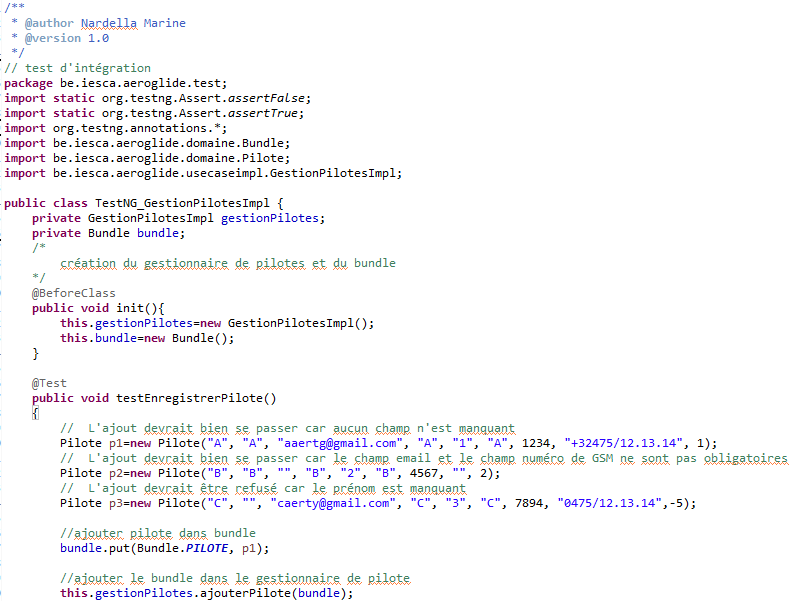 /**
 * @author Nardella Marine
 * @version 1.0
 */
// test d'intégration
package be.iesca.aeroglide.test;
import static org.testng.Assert.assertFalse;
import static org.testng.Assert.assertTrue;
import org.testng.annotations.*;
import be.iesca.aeroglide.domaine.Bundle;
import be.iesca.aeroglide.domaine.Pilote;
import be.iesca.aeroglide.usecaseimpl.GestionPilotesImpl;

public class TestNG_GestionPilotesImpl {
    private GestionPilotesImpl gestionPilotes;
    private Bundle bundle;
    /*
        création du gestionnaire de pilotes et du bundle
    */
    @BeforeClass
    public void init(){
        this.gestionPilotes=new GestionPilotesImpl();
        this.bundle=new Bundle();
    }

    @Test
    public void testEnregistrerPilote()
    {
        //  L'ajout devrait bien se passer car aucun champ n'est manquant
        Pilote p1=new Pilote("A", "A", "aaertg@gmail.com", "A", "1", "A", 1234, "+32475/12.13.14", 1);
        //  L'ajout devrait bien se passer car le champ email et le champ numéro de GSM ne sont pas obligatoires
        Pilote p2=new Pilote("B", "B", "", "B", "2", "B", 4567, "", 2);
        //  L'ajout devrait être refusé car le prénom est manquant
        Pilote p3=new Pilote("C", "", "caerty@gmail.com", "C", "3", "C", 7894, "0475/12.13.14",-5);

        //ajouter pilote dans bundle
        bundle.put(Bundle.PILOTE, p1);

        //ajouter le bundle dans le gestionnaire de pilote
        this.gestionPilotes.ajouterPilote(bundle);